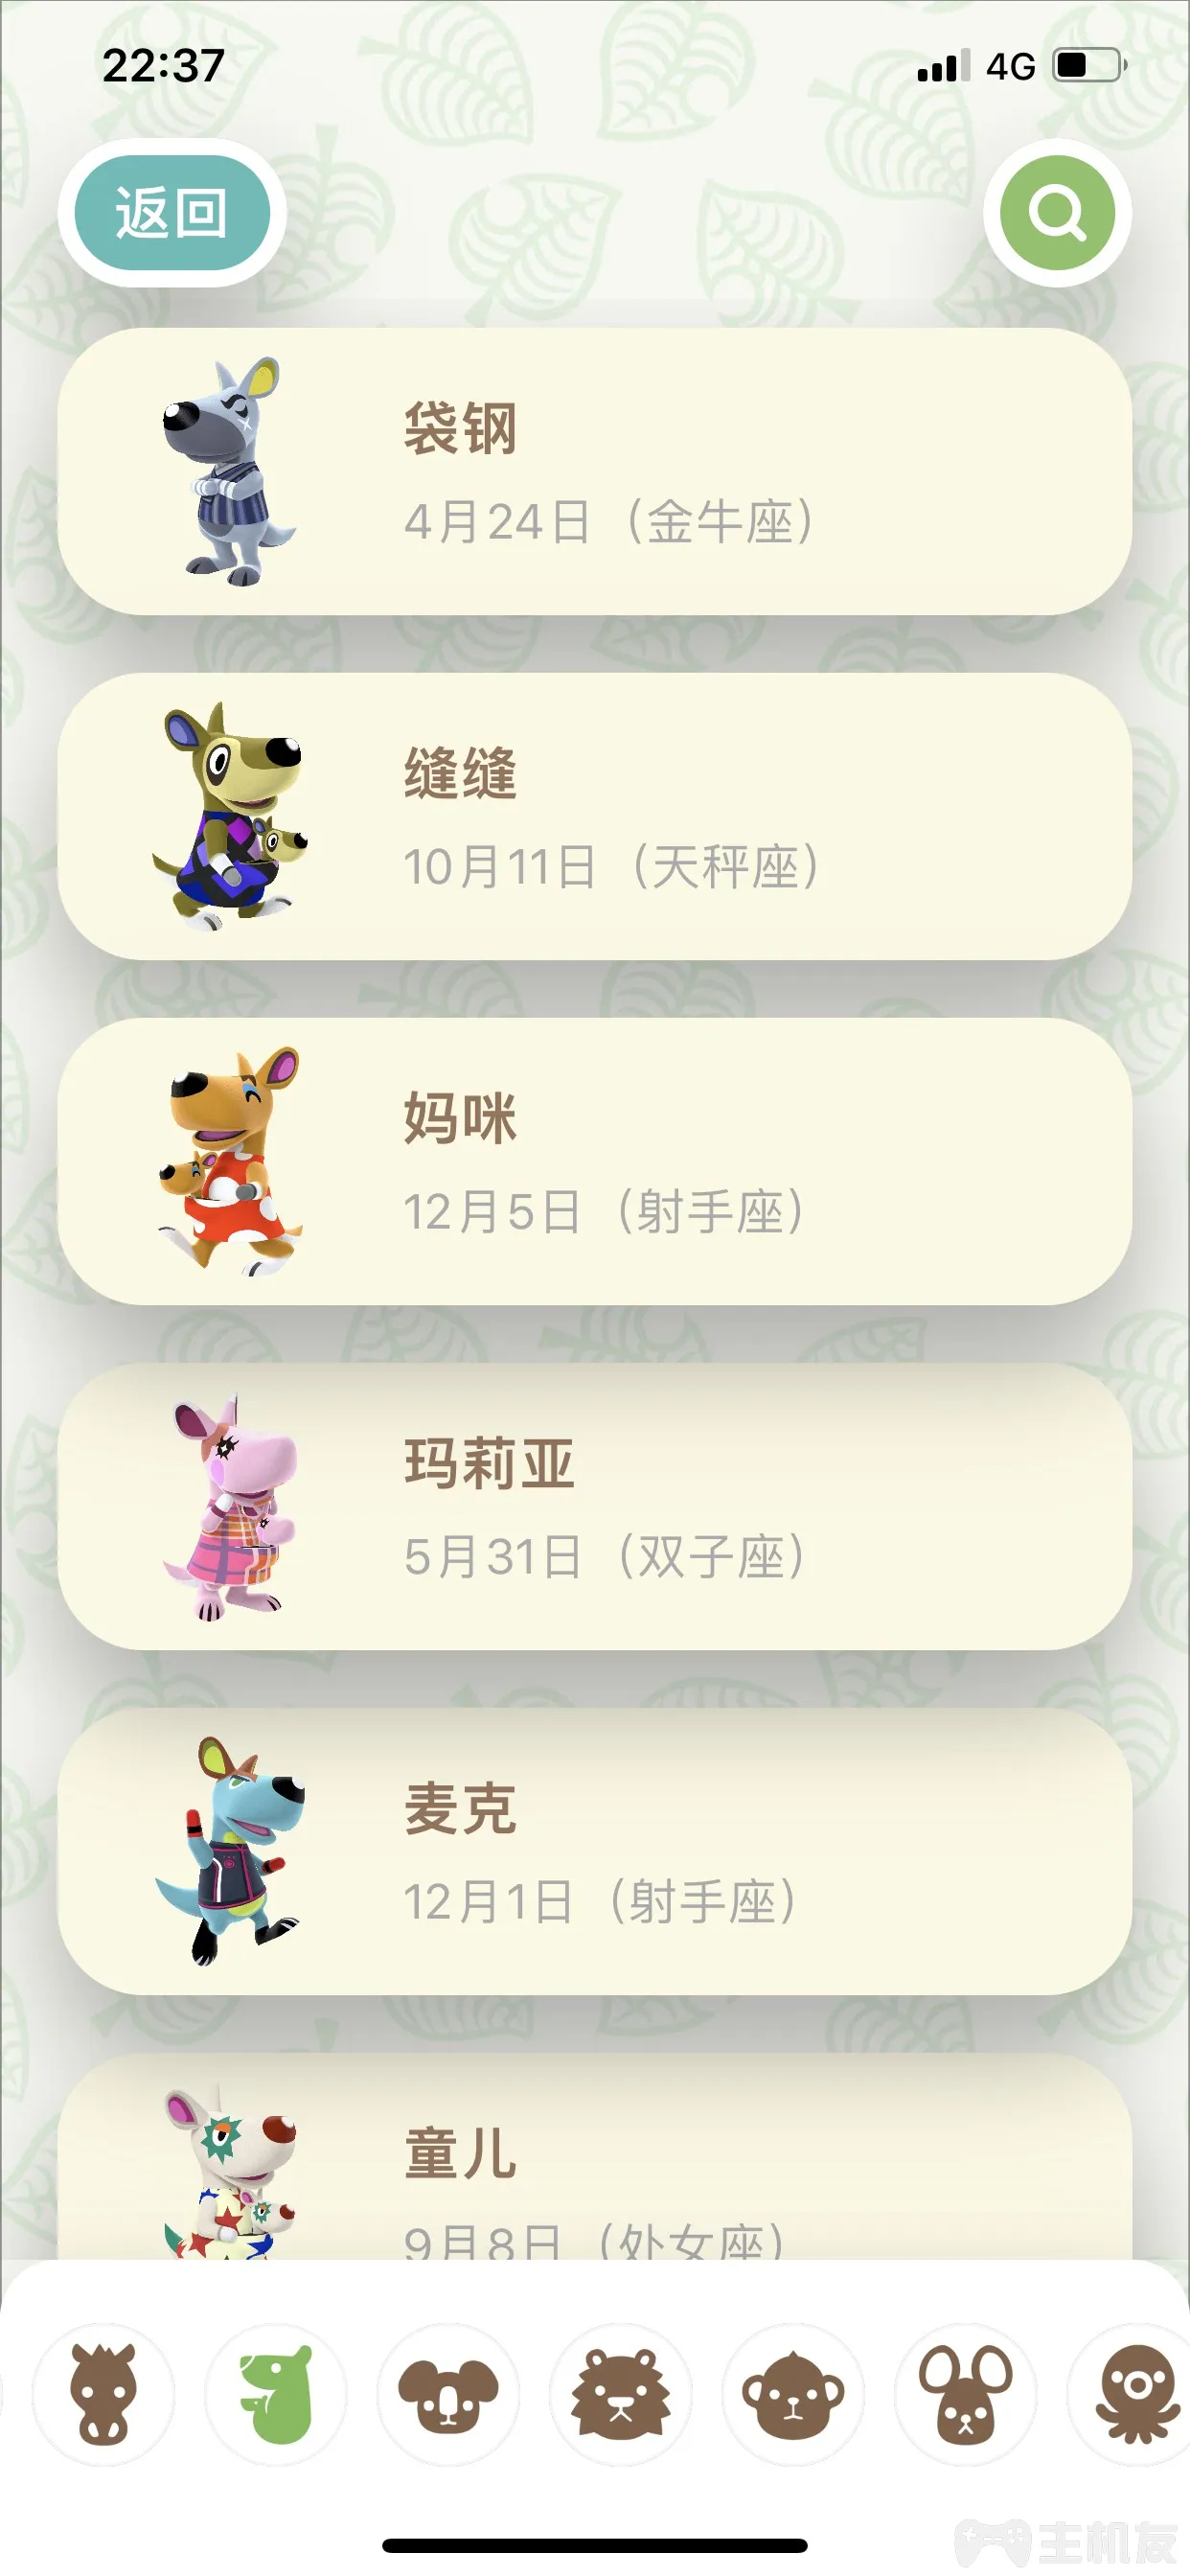 22:37
4G
返回
袋钢
4月24日（金牛座）
缝缝
10月11日（天秤座）
妈咪
12月5日（射手座）
玛莉亚
5月31日（双子座）
麦克
12月1日（射手座）
童儿
9月8日（处女座）
主机友